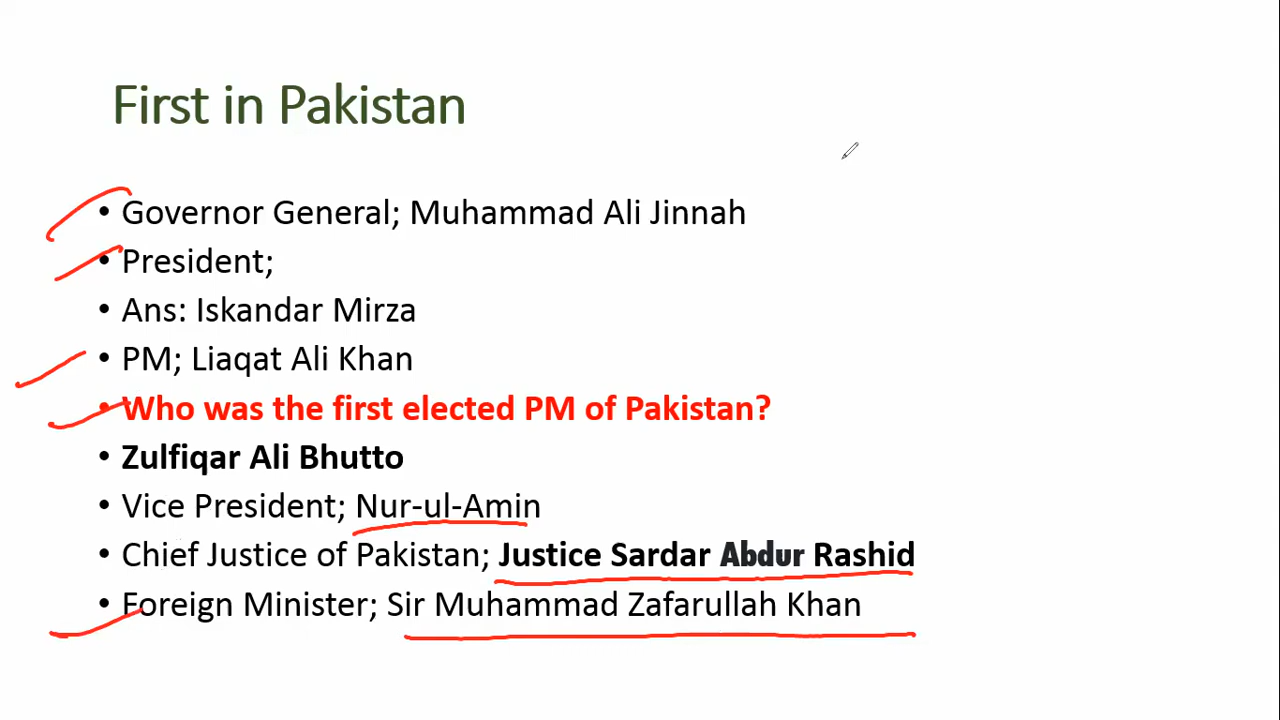 First in Pakistan
• Governor General; Muhammad Ali Jinnah
• President;
• Ans: Iskandar Mirza
• PM; Liaqat Ali Khan
• Who was the first elected PM of Pakistan?
• Zulfiqar Ali Bhutto
• Vice President; Nur-ul-Amin
• Chief Justice of Pakistan; Justice Sardar Abdur Rashid
• Foreign Minister; Sir Muhammad Zafarullah Khan